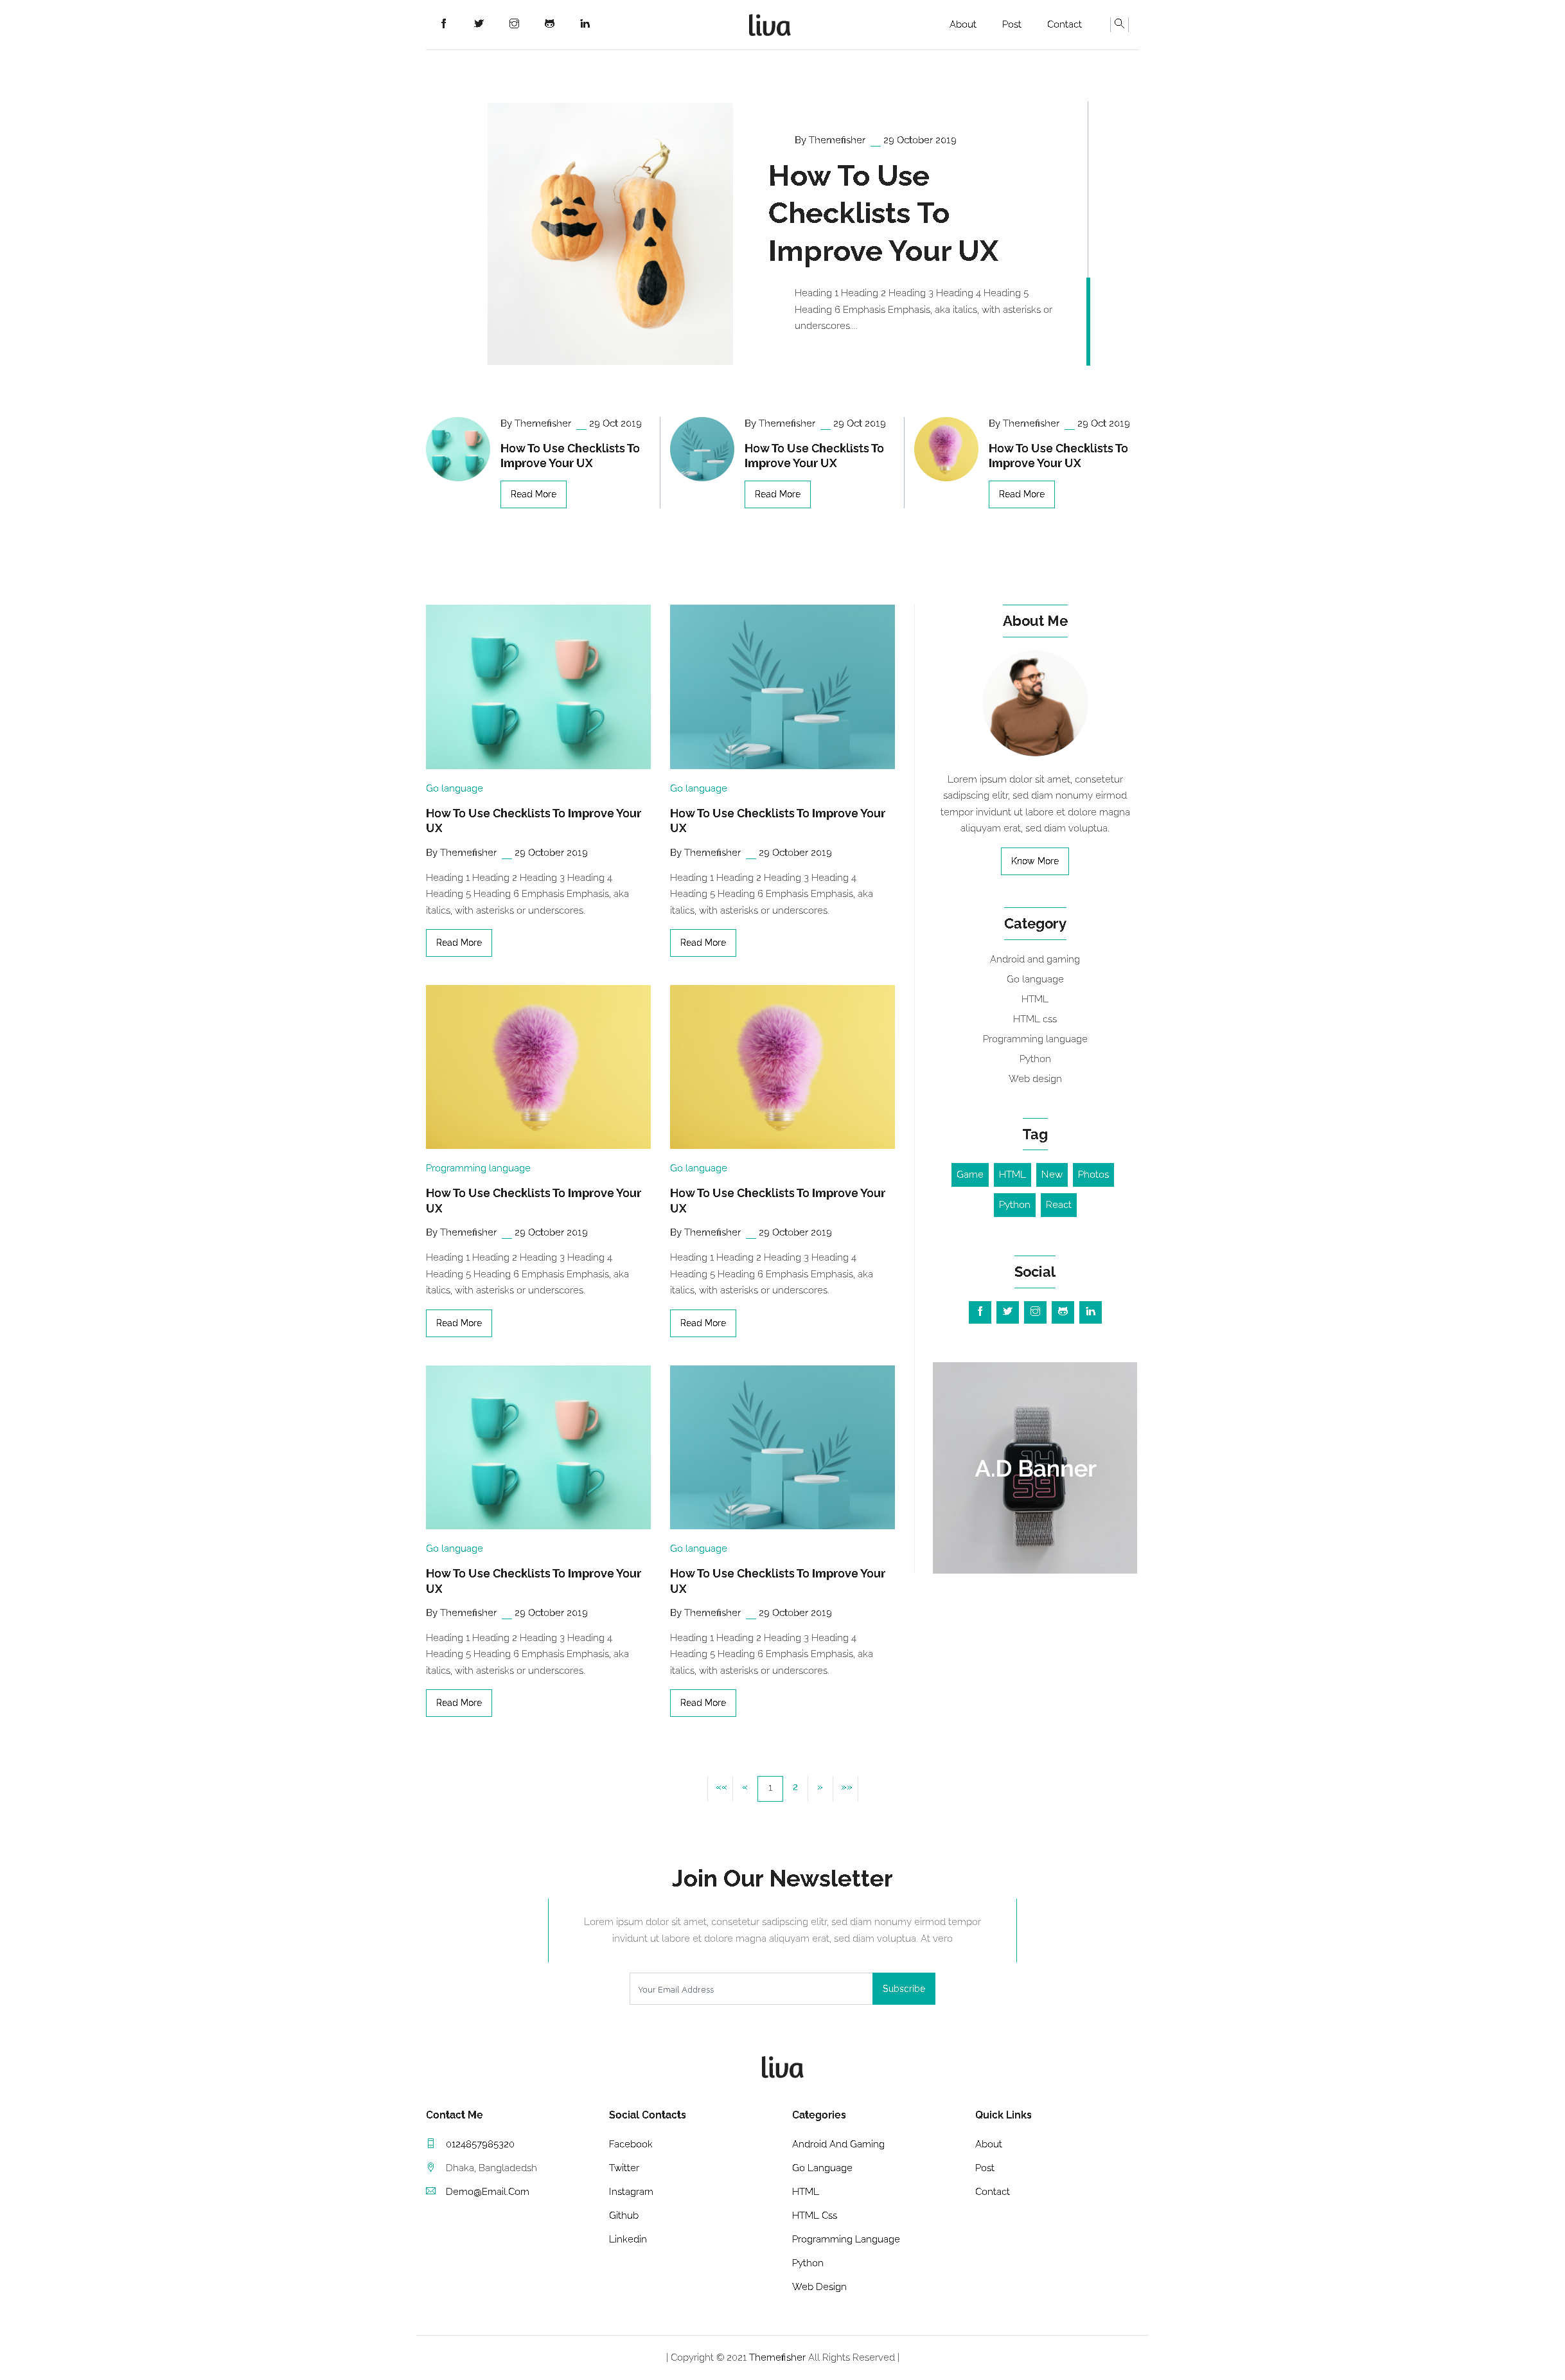 liva
About
Post
Contact
By Themefisher __ 29 October 2019
How To Use
Checklists To
Improve Your UX
Heading 1 Heading 2 Heading 3 Heading 4 Heading 5
Heading 6 Emphasis Emphasis, aka italics, with asterisks or
underscores....
By Themefisher __ 29 Oct 2019
How To Use Checklists To
Improve Your UX
Read More
By Themefisher __ 29 Oct 2019
How To Use Checklists To
Improve Your UX
Read More
By Themefisher __ 29 Oct 2019
How To Use Checklists To
Improve Your UX
Read More
Go language
How To Use Checklists To Improve Your
UX
By Themefisher __ 29 October 2019
Heading 1 Heading 2 Heading 3 Heading 4
Heading 5 Heading 6 Emphasis Emphasis, aka
italics, with asterisks or underscores.
Read More
Go language
How To Use Checklists To Improve Your
UX
By Themefisher __ 29 October 2019
Heading 1 Heading 2 Heading 3 Heading 4
Heading 5 Heading 6 Emphasis Emphasis, aka
italics, with asterisks or underscores.
Read More
Programming language
How To Use Checklists To Improve Your
UX
By Themefisher __ 29 October 2019
Heading 1 Heading 2 Heading 3 Heading 4
Heading 5 Heading 6 Emphasis Emphasis, aka
italics, with asterisks or underscores.
Read More
Go language
How To Use Checklists To Improve Your
UX
By Themefisher __ 29 October 2019
Heading 1 Heading 2 Heading 3 Heading 4
Heading 5 Heading 6 Emphasis Emphasis, aka
italics, with asterisks or underscores.
Read More
Go language
How To Use Checklists To Improve Your
UX
By Themefisher __ 29 October 2019
Heading 1 Heading 2 Heading 3 Heading 4
Heading 5 Heading 6 Emphasis Emphasis, aka
italics, with asterisks or underscores.
Read More
Go language
How To Use Checklists To Improve Your
UX
By Themefisher __ 29 October 2019
Heading 1 Heading 2 Heading 3 Heading 4
Heading 5 Heading 6 Emphasis Emphasis, aka
italics, with asterisks or underscores.
Read More
About Me
Lorem ipsum dolor sit amet, consetetur
sadipscing elitr, sed diam nonumy eirmod
tempor invidunt ut labore et dolore magna
aliquyam erat, sed diam voluptua.
Know More
Category
Android and gaming
Go language
HTML
HTML css
Programming language
Python
Web design
Tag
Game HTML New Photos
Python React
Social
A.D Banner
«« « 1 2 » »»
Join Our Newsletter
Lorem ipsum dolor sit amet, consetetur sadipscing elitr, sed diam nonumy eirmod tempor
invidunt ut labore et dolore magna aliquyam erat, sed diam voluptua. At vero
Your Email Address
Subscribe
liva
Contact Me
0124857985320
Dhaka, Bangladedsh
Demo@Email.Com
Social Contacts
Facebook
Twitter
Instagram
Github
Linkedin
Categories
Android And Gaming
Go Language
HTML
HTML Css
Programming Language
Python
Web Design
Quick Links
About
Post
Contact
| Copyright © 2021 Themefisher All Rights Reserved |